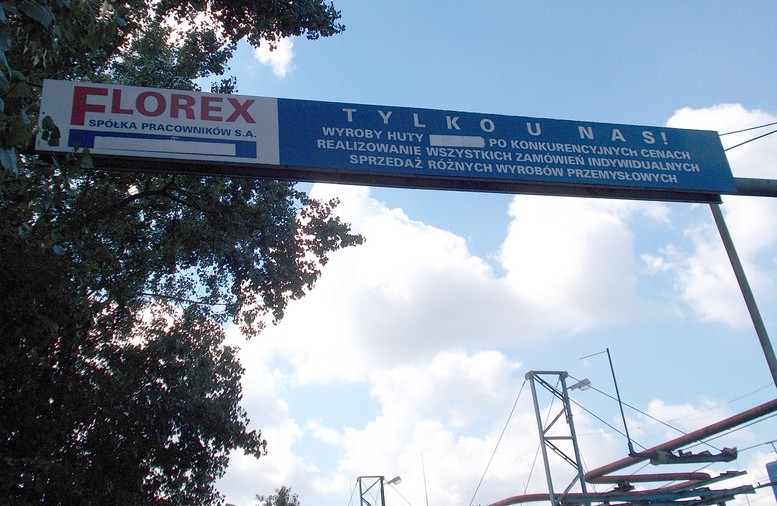 FLOREX
SPÓŁKA PRACOWNIKÓW S.A.
TYLKO U NAS!
WYROBY HUTY PO KONKURENCYJNYCH CENACH
REALIZOWANIE WSZYSTKICH ZAMÓWIEŃ INDYWIDUALNYCH
SPRZEDAŻ RÓŻNYCH WYROBÓW PRZEMYSŁOWYCH